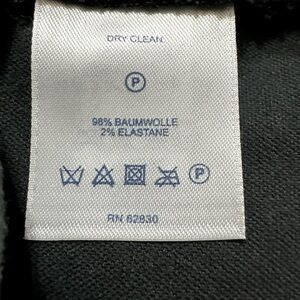 DRY CLEAN
P
98% BAUMWOLLE
2% ELASTANE
P
RN 62830